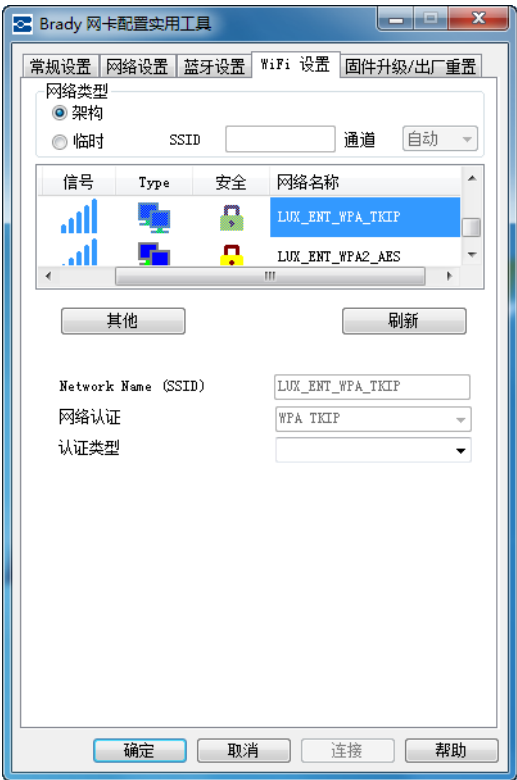 Brady 网卡配置实用工具
常规设置 网络设置 蓝牙设置 WiFi 设置 固件升级/出厂重置
网络类型
架构
临时 SSID 通道 自动
信号 Type 安全 网络名称
LUX_ENT_WPA_TKIP
LUX_ENT_WPA2_AES
其他 刷新
Network Name (SSID) LUX_ENT_WPA_TKIP
网络认证 WPA TKIP
认证类型
确定 取消 连接 帮助